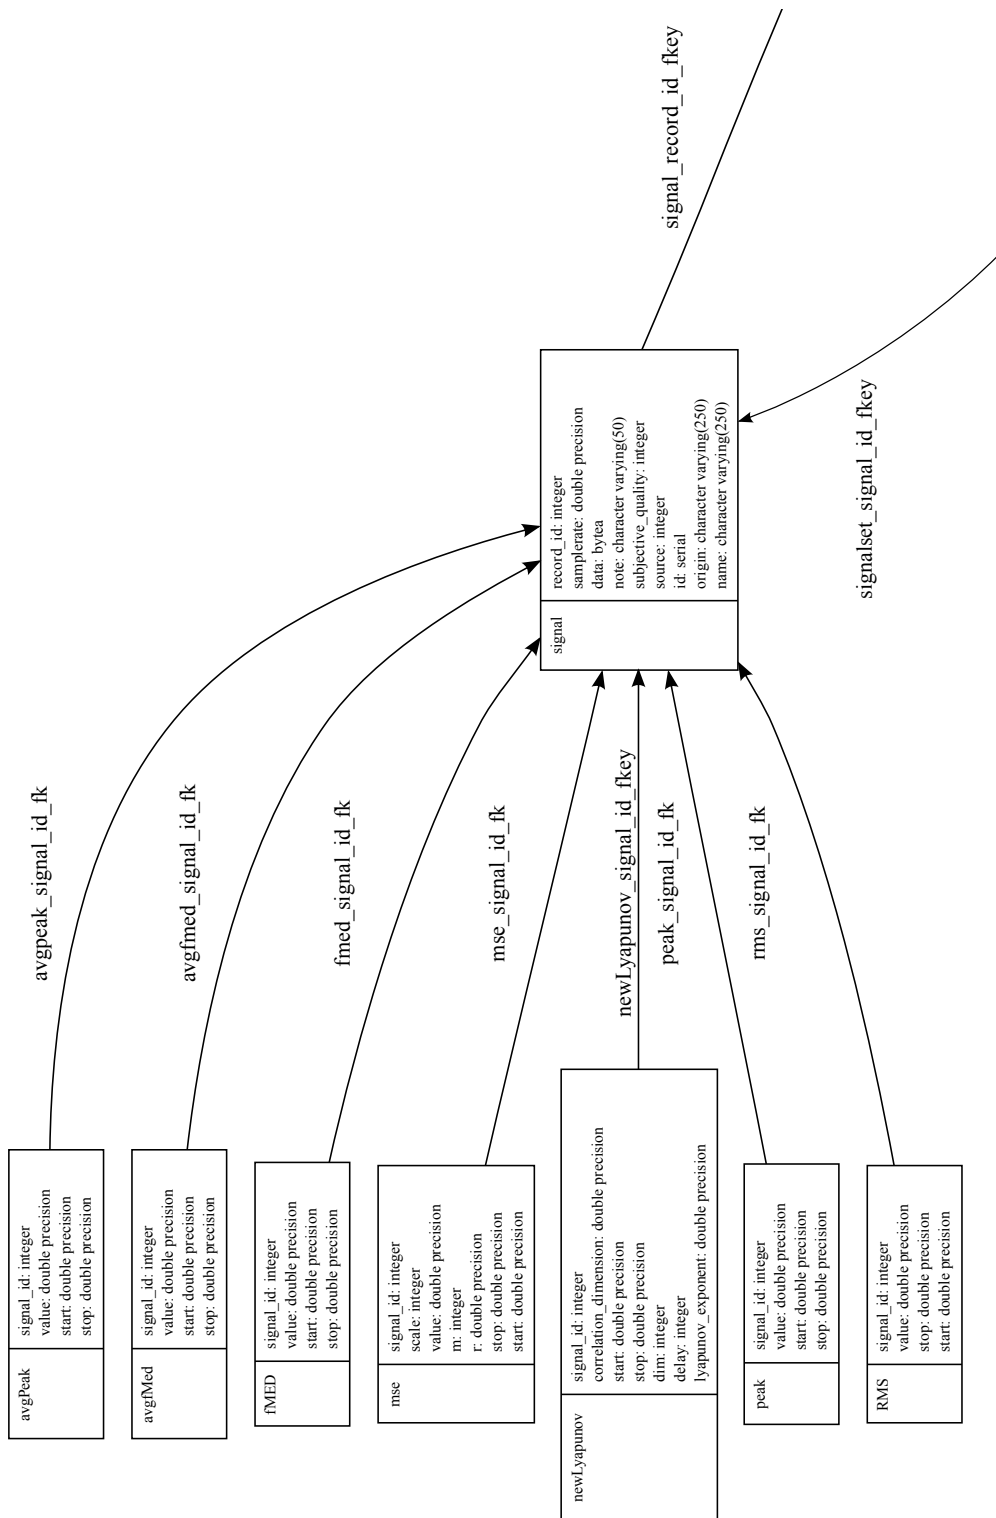 avgPeak
signal_id: integer
value: double precision
start: double precision
stop: double precision
avgfMed
signal_id: integer
value: double precision
start: double precision
stop: double precision
fMED
signal_id: integer
value: double precision
start: double precision
stop: double precision
mse
signal_id: integer
scale: integer
value: double precision
m: integer
r: double precision
stop: double precision
start: double precision
newLyapunov
signal_id: integer
correlation_dimension: double precision
start: double precision
stop: double precision
dim: integer
delay: integer
lyapunov_exponent: double precision
peak
signal_id: integer
value: double precision
start: double precision
stop: double precision
RMS
signal_id: integer
value: double precision
stop: double precision
start: double precision
avgpeak_signal_id_fk
avgfmed_signal_id_fk
fmed_signal_id_fk
mse_signal_id_fk
newLyapunov_signal_id_fkey
peak_signal_id_fk
rms_signal_id_fk
signal
record_id: integer
samplerate: double precision
data: bytea
note: character varying(50)
subjective_quality: integer
source: integer
id: serial
origin: character varying(250)
name: character varying(250)
signal_record_id_fkey
signalset_signal_id_fkey